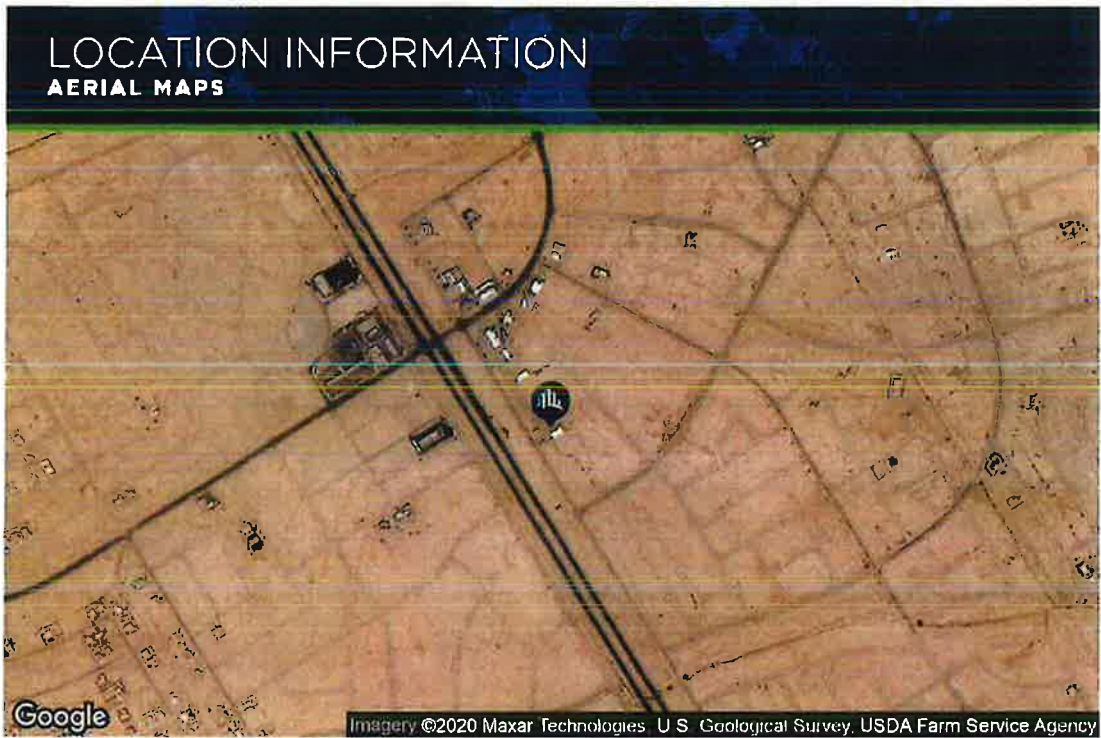 LOCATION INFORMATION
AERIAL MAPS
Google
Imagery ©2020 Maxar Technologies, U.S. Geological Survey, USDA Farm Service Agency